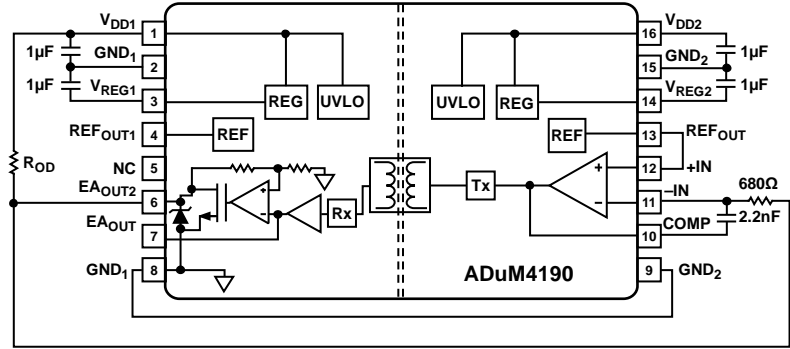 VDD1
1
1µF
GND1
2
1µF
VREG1
3
REG
UVLO
REFOUT1
4
REF
ROD
NC
5
EAOUT2
6
+
−
EAOUT
7
Rx
GND1
8
VDD2
16
1µF
GND2
15
1µF
VREG2
14
UVLO
REG
REFOUT
13
REF
+IN
12
+
−
Tx
−IN
11
680Ω
2.2nF
COMP
10
ADuM4190
9
GND2